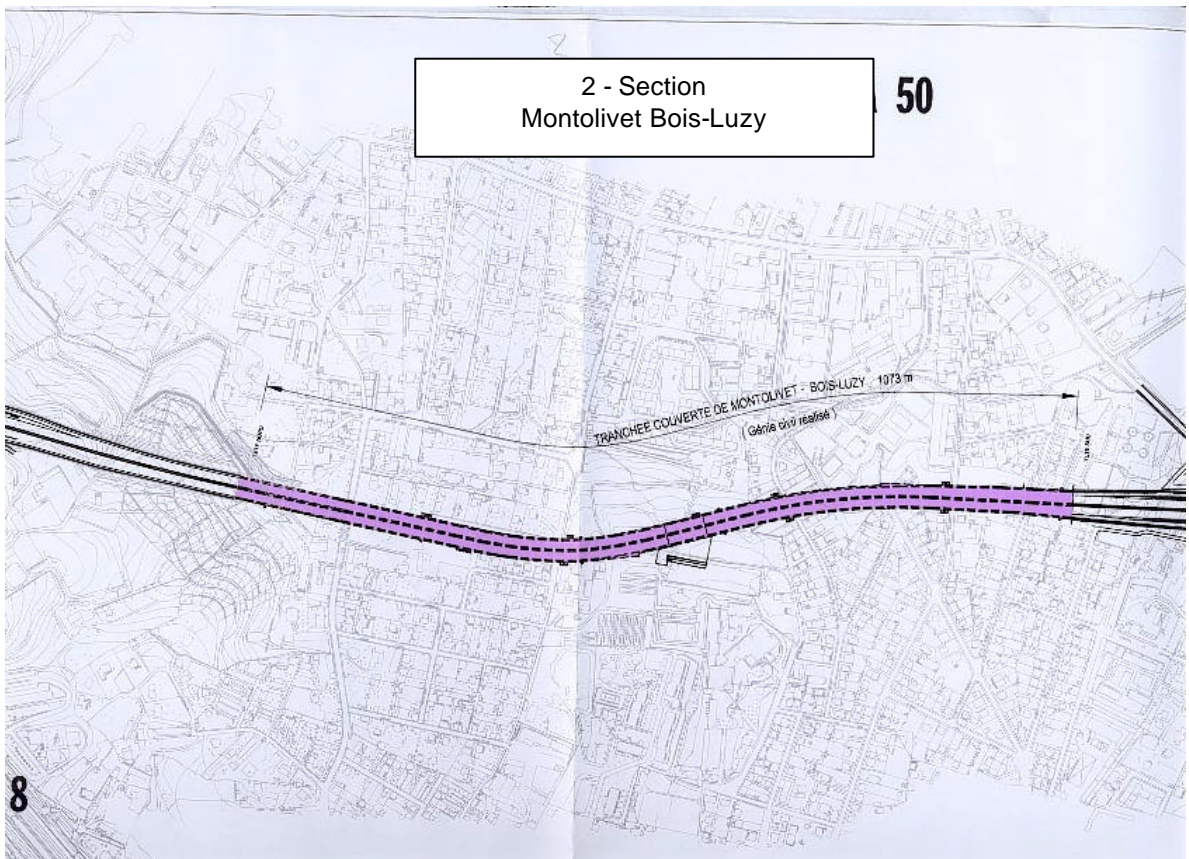 2 - Section
Montolivet Bois-Luzy
50
TRANCHEE COUVERTE DE MONTOLIVET - BOIS-LUZY 1073 m
( Génie civil réalisé )
8